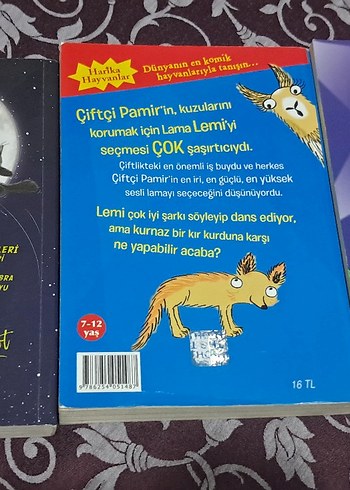 Harika
Hayvanlar
Dünyanın en komik
hayvanlarıyla tanışın...
Çiftçi Pamir'in, kuzularını
korumak için Lama Lemi'yi
seçmesi ÇOK şaşırtıcıydı.
Çiftlikteki en önemli iş buydu ve herkes
Çiftçi Pamir'in en iri, en güçlü, en yüksek
sesli lamayı seçeceğini düşünüyordu.
Lemi çok iyi şarkı söyleyip dans ediyor,
ama kurnaz bir kır kurduna karşı
ne yapabilir acaba?
7-12
yaş
9 786254 051487
16 TL